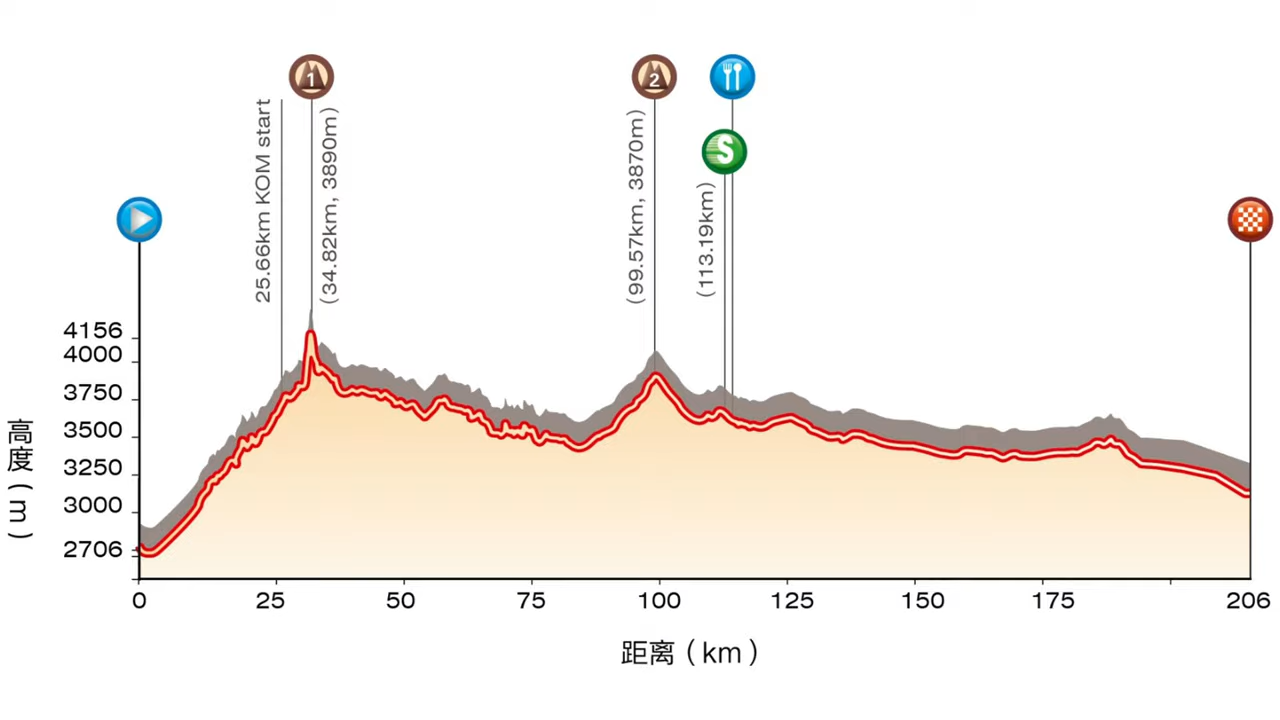 1
2
S
25.66km KOM start
(34.82km, 3890m)
(99.57km, 3870m)
(113.19km)
4156
4000
3750
3500
3250
3000
2706
高度（m）
0
25
50
75
100
125
150
175
206
距离（km）